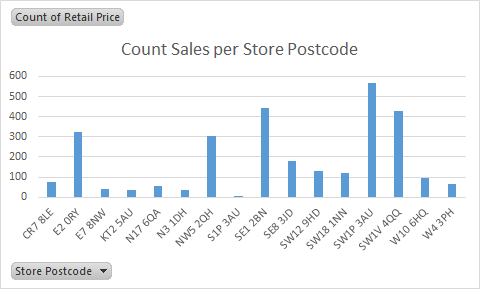 Count of Retail Price
Count Sales per Store Postcode
600
500
400
300
200
100
0
CR7 8LE
E2 0RY
E7 8NW
KT2 5AU
N17 6QA
N3 1DH
NW5 2QH
S1P 3AU
SE1 2BN
SE8 3JD
SW12 9HD
SW18 1NN
SW1P 3AU
SW1V 4QQ
W10 6HQ
W4 3PH
Store Postcode